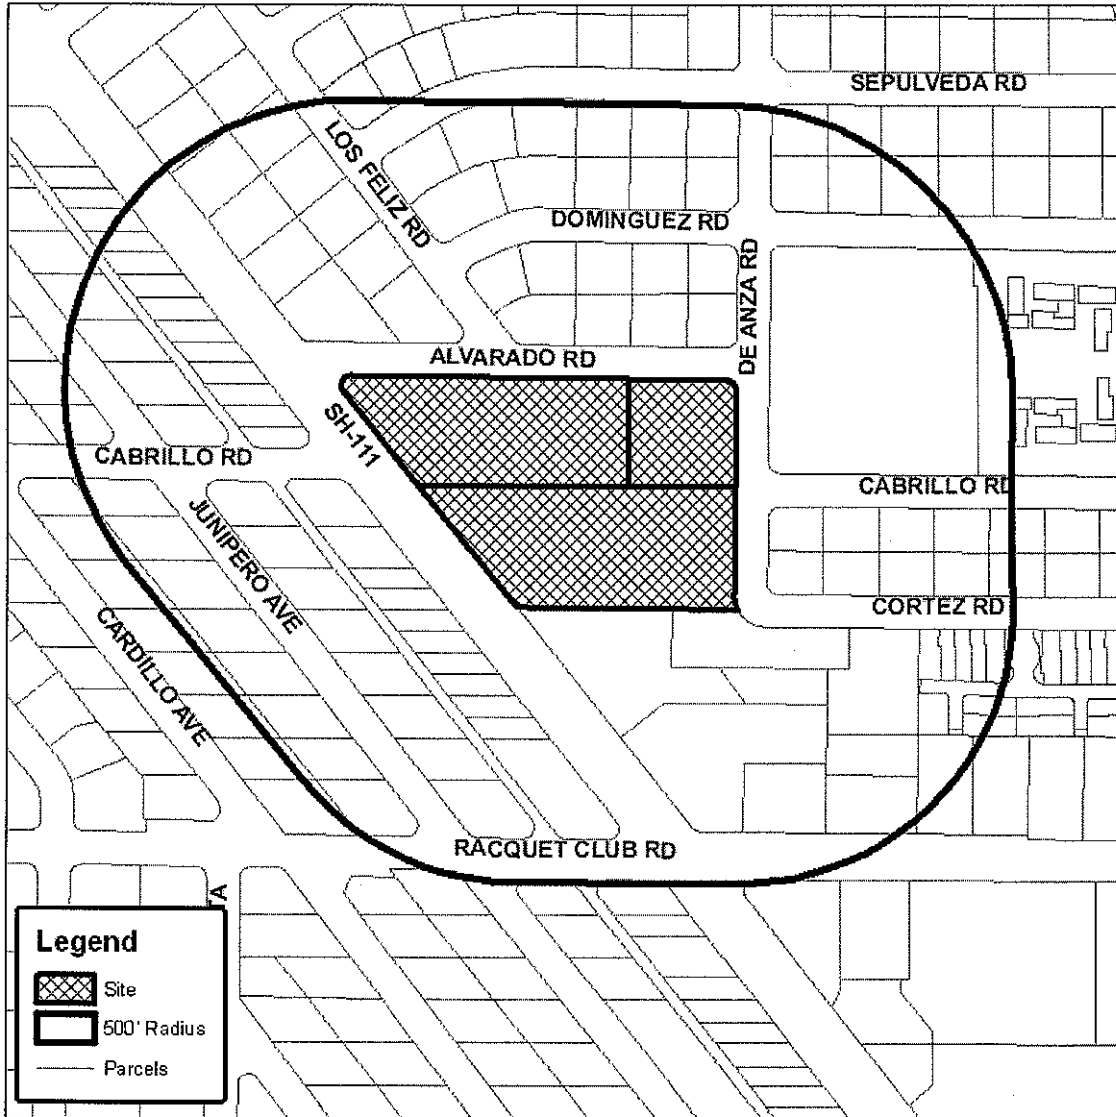 SEPULVEDA RD
LOS FELIZ RD
DOMINGUEZ RD
DE ANZA RD
ALVARADO RD
SH-111
CABRILLO RD
CABRILLO RD
JUNIPERO AVE
CORTEZ RD
CARDILLO AVE
RACQUET CLUB RD
Legend
Site
500' Radius
Parcels